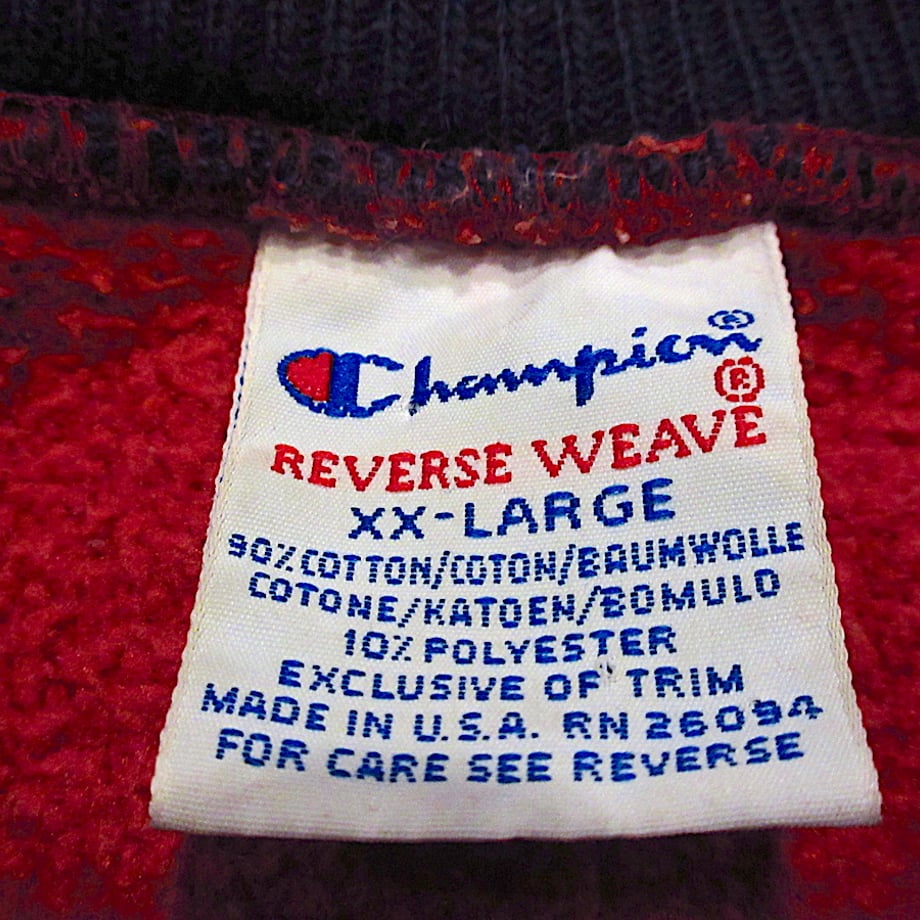 Champion®
®
REVERSE WEAVE
XX-LARGE
90% COTTON/COTON/BAUMWOLLE
COTONE/KATOEN/BOMULD
10% POLYESTER
EXCLUSIVE OF TRIM
MADE IN U.S.A. RN 26094
FOR CARE SEE REVERSE